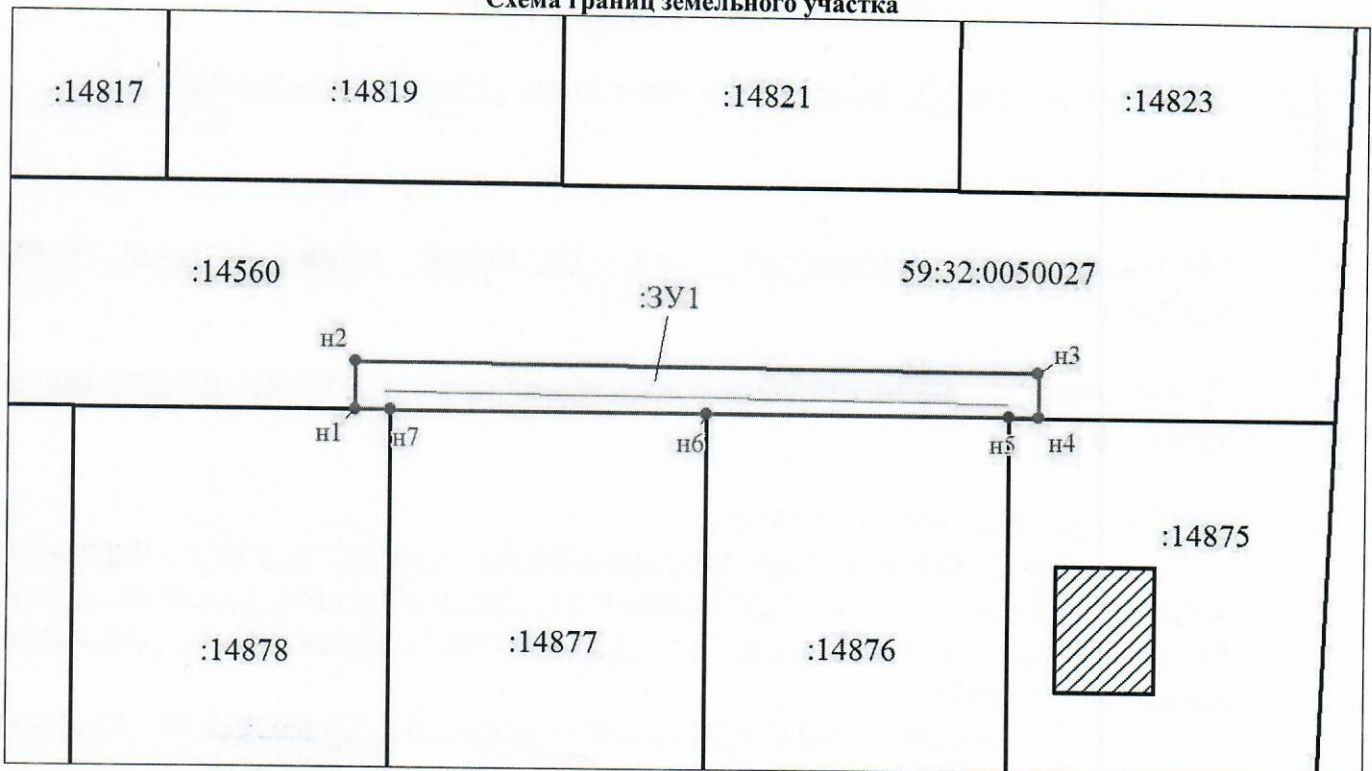 Схема границ земельного участка
:14817 :14819 :14821 :14823
:14560 59:32:0050027
:ЗУ1
н2 н3
н1 н7 н6 н5 н4
:14875
:14878 :14877 :14876